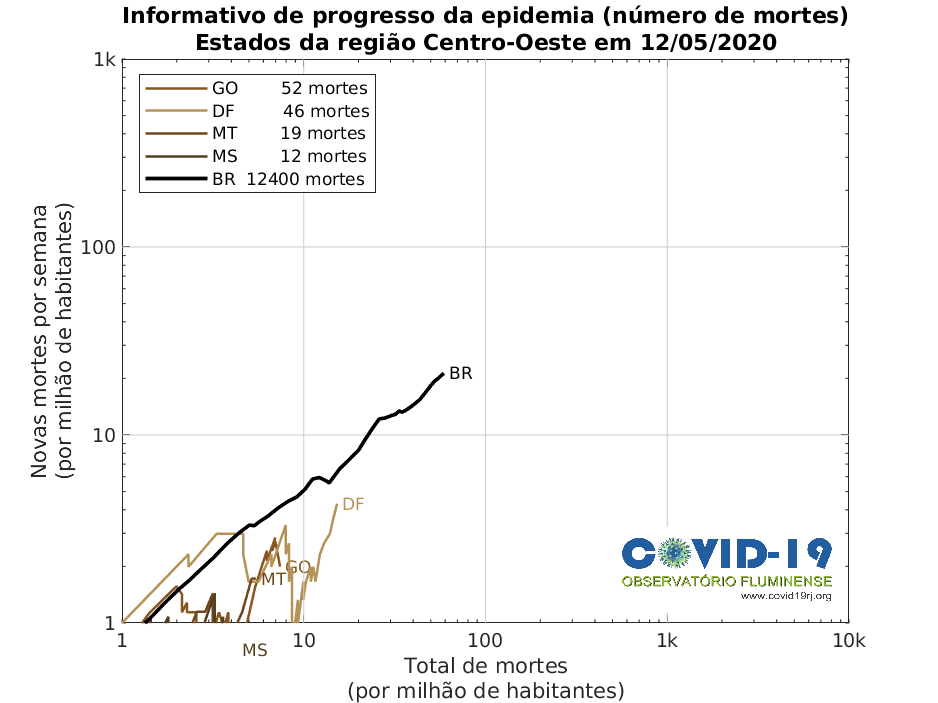 Informativo de progresso da epidemia (número de mortes)
Estados da região Centro-Oeste em 12/05/2020
1k
GO 52 mortes
DF 46 mortes
MT 19 mortes
MS 12 mortes
BR 12400 mortes
Novas mortes por semana
(por milhão de habitantes)
100
10
1
BR
DF
GO
MT
MS
COVID-19
OBSERVATÓRIO FLUMINENSE
www.covid19rj.org
1 10 100 1k 10k
Total de mortes
(por milhão de habitantes)